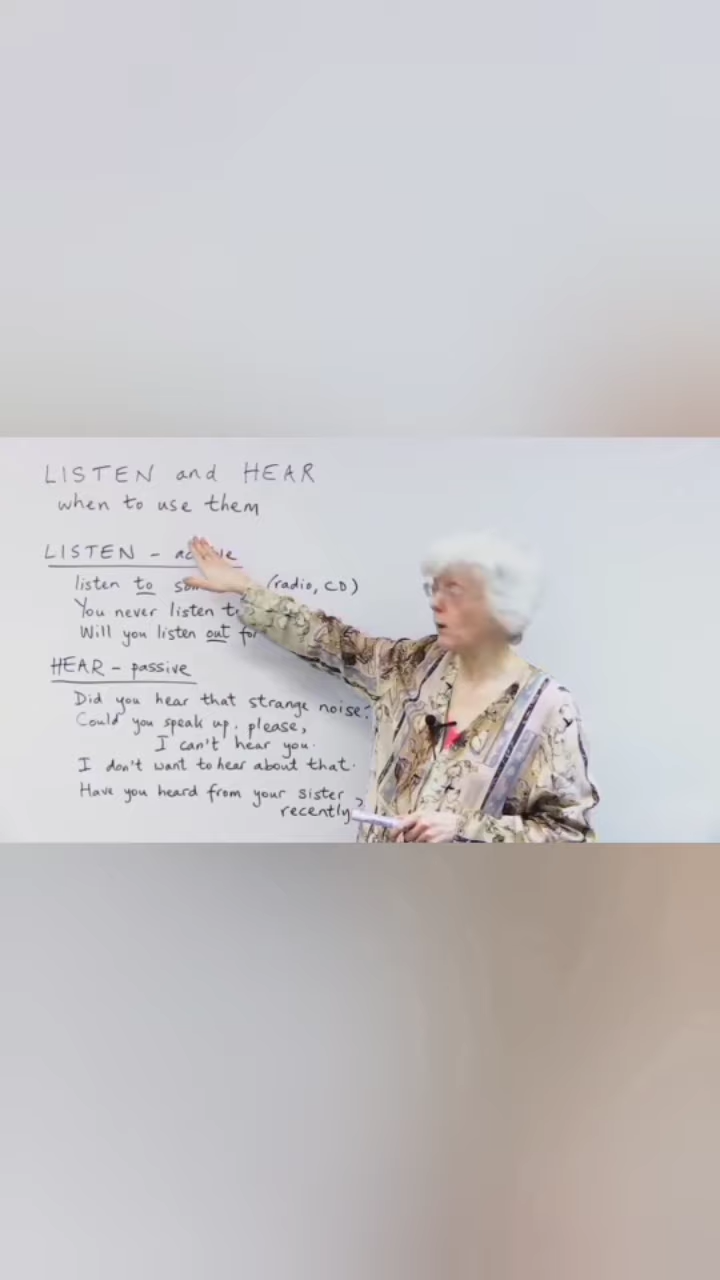 LISTEN and HEAR
when to use them
LISTEN -
listen to (radio, CD)
You never listen
Will you listen out
HEAR - passive
Did you hear that strange noise?
Could you speak up, please,
I can't hear you.
I don't want to hear about that.
Have you heard from your sister
recently?